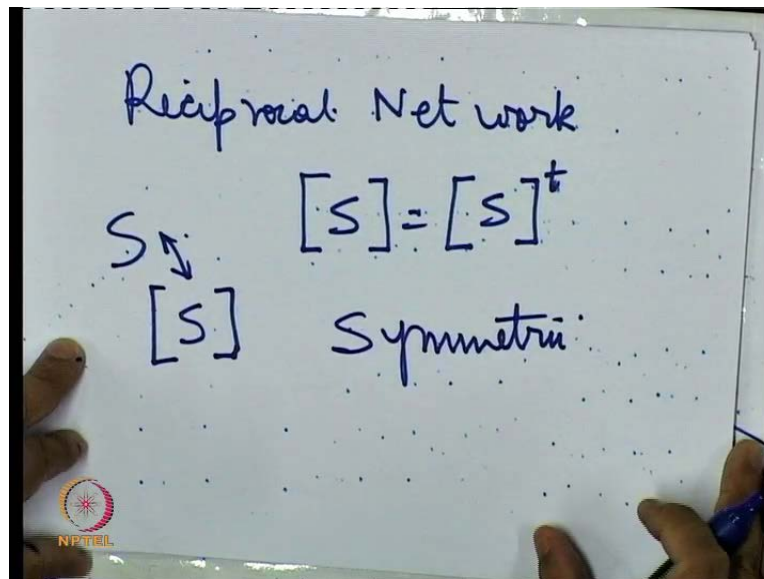 Reciprocal Network
[S] = [S]^t
S
[S] Symmetric
NPTEL